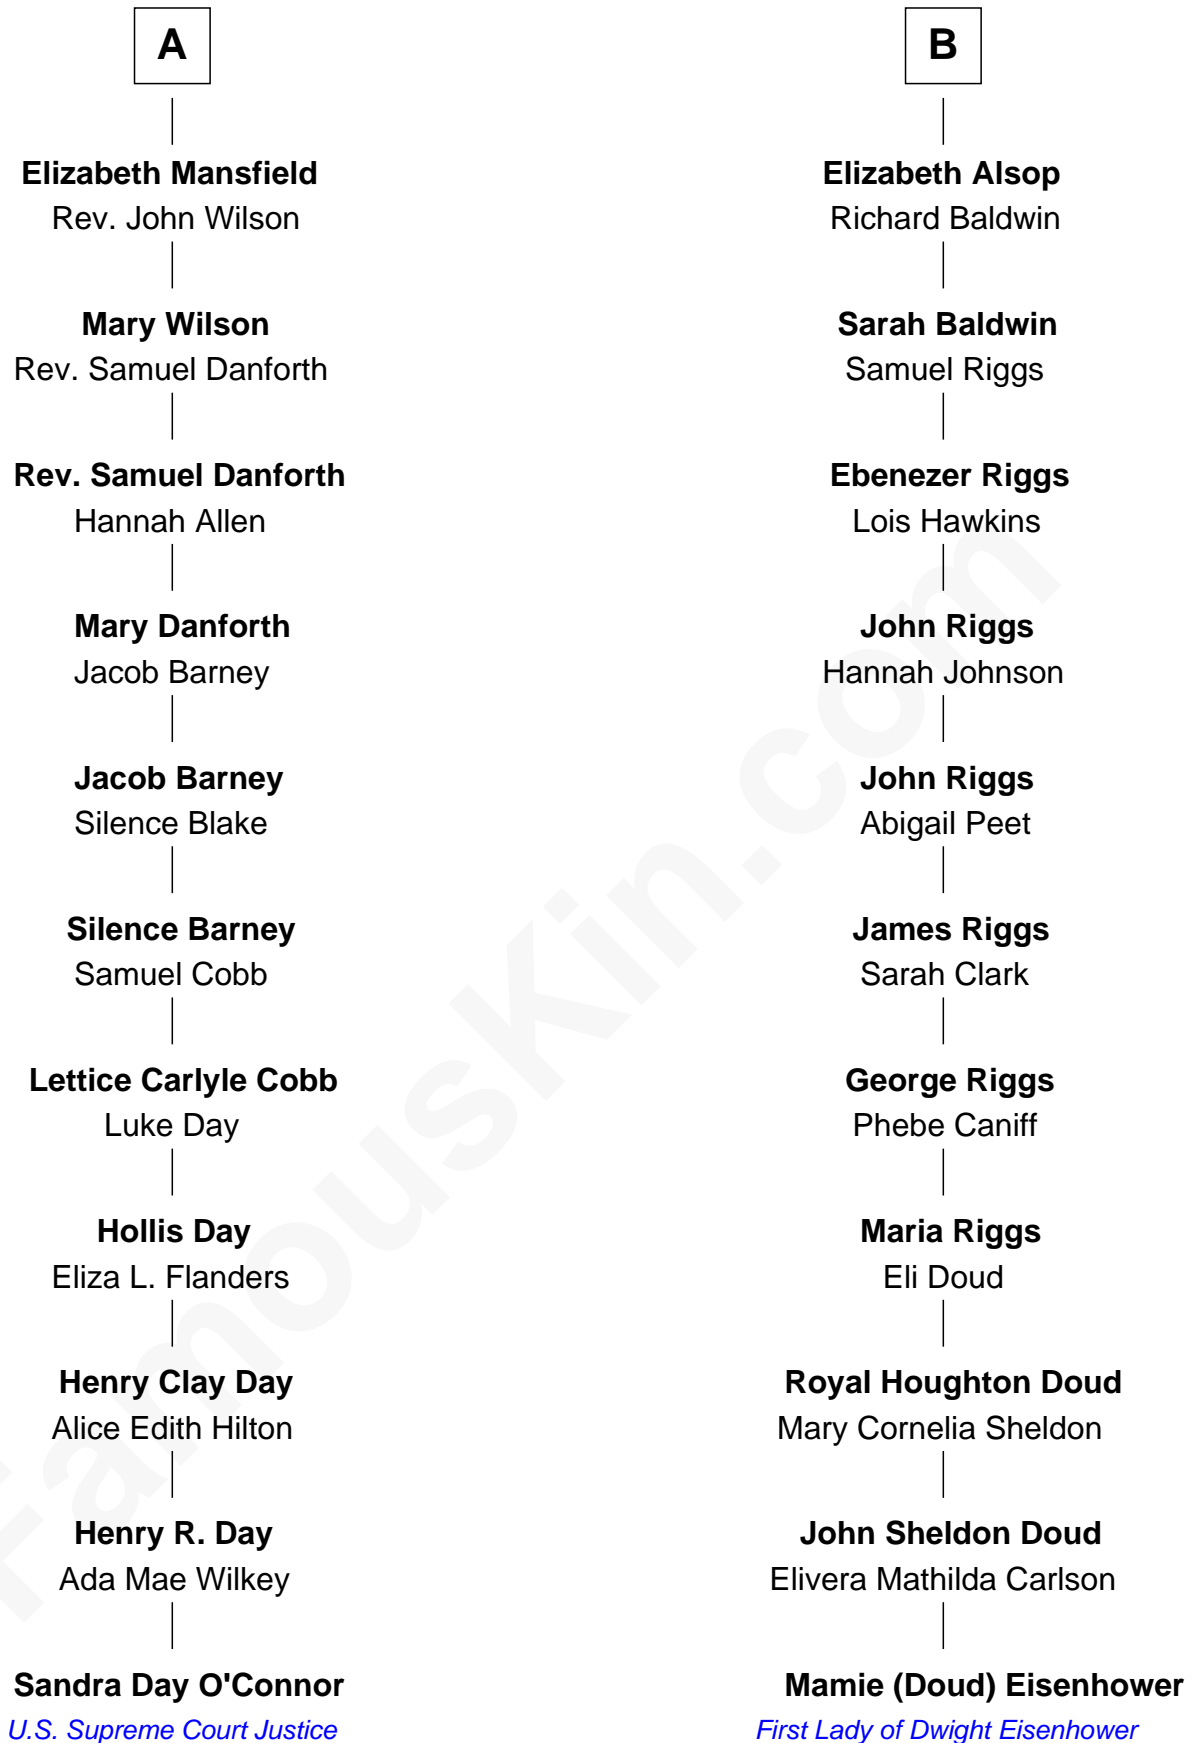 A
Elizabeth Mansfield
Rev. John Wilson
Mary Wilson
Rev. Samuel Danforth
Rev. Samuel Danforth
Hannah Allen
Mary Danforth
Jacob Barney
Jacob Barney
Silence Blake
Silence Barney
Samuel Cobb
Lettice Carlyle Cobb
Luke Day
Hollis Day
Eliza L. Flanders
Henry Clay Day
Alice Edith Hilton
Henry R. Day
Ada Mae Wilkey
Sandra Day O'Connor
U.S. Supreme Court Justice
B
Elizabeth Alsop
Richard Baldwin
Sarah Baldwin
Samuel Riggs
Ebenezer Riggs
Lois Hawkins
John Riggs
Hannah Johnson
John Riggs
Abigail Peet
James Riggs
Sarah Clark
George Riggs
Phebe Caniff
Maria Riggs
Eli Doud
Royal Houghton Doud
Mary Cornelia Sheldon
John Sheldon Doud
Elivera Mathilda Carlson
Mamie (Doud) Eisenhower
First Lady of Dwight Eisenhower
FamousKin.com